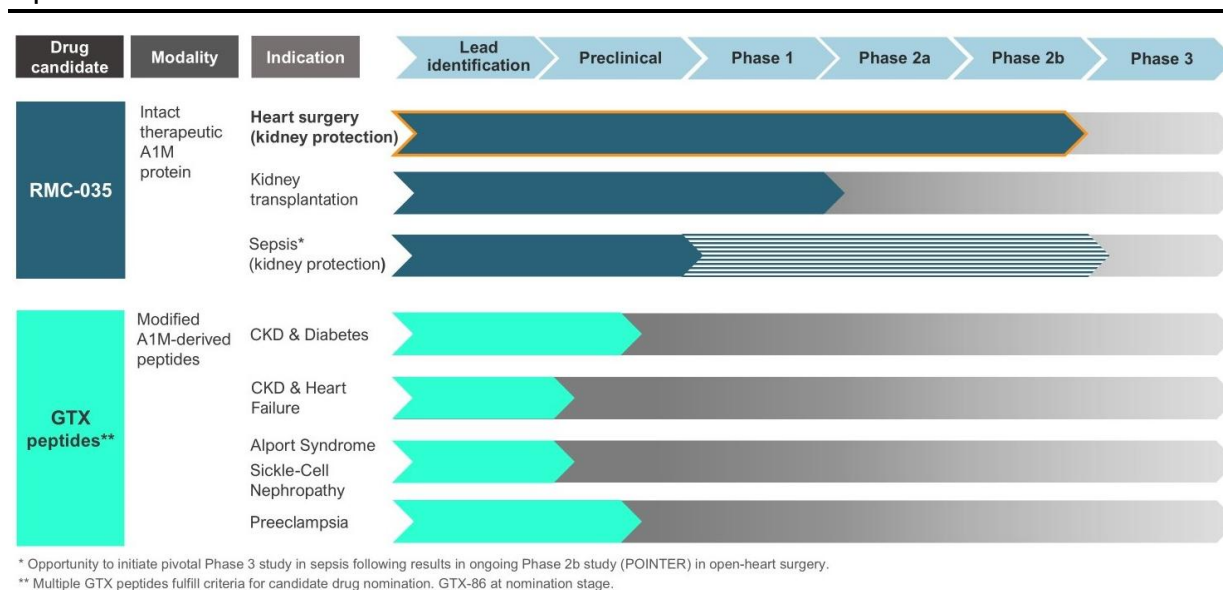 Drug
candidate
Modality
Indication
Lead
identification
Preclinical
Phase 1
Phase 2a
Phase 2b
Phase 3
RMC-035
Intact
therapeutic
A1M
protein
Heart surgery
(kidney protection)
Kidney
transplantation
Sepsis*
(kidney protection)
GTX
peptides**
Modified
A1M-derived
peptides
CKD & Diabetes
CKD & Heart
Failure
Alport Syndrome
Sickle-Cell
Nephropathy
Preeclampsia
* Opportunity to initiate pivotal Phase 3 study in sepsis following results in ongoing Phase 2b study (POINTER) in open-heart surgery.
** Multiple GTX peptides fulfill criteria for candidate drug nomination. GTX-86 at nomination stage.